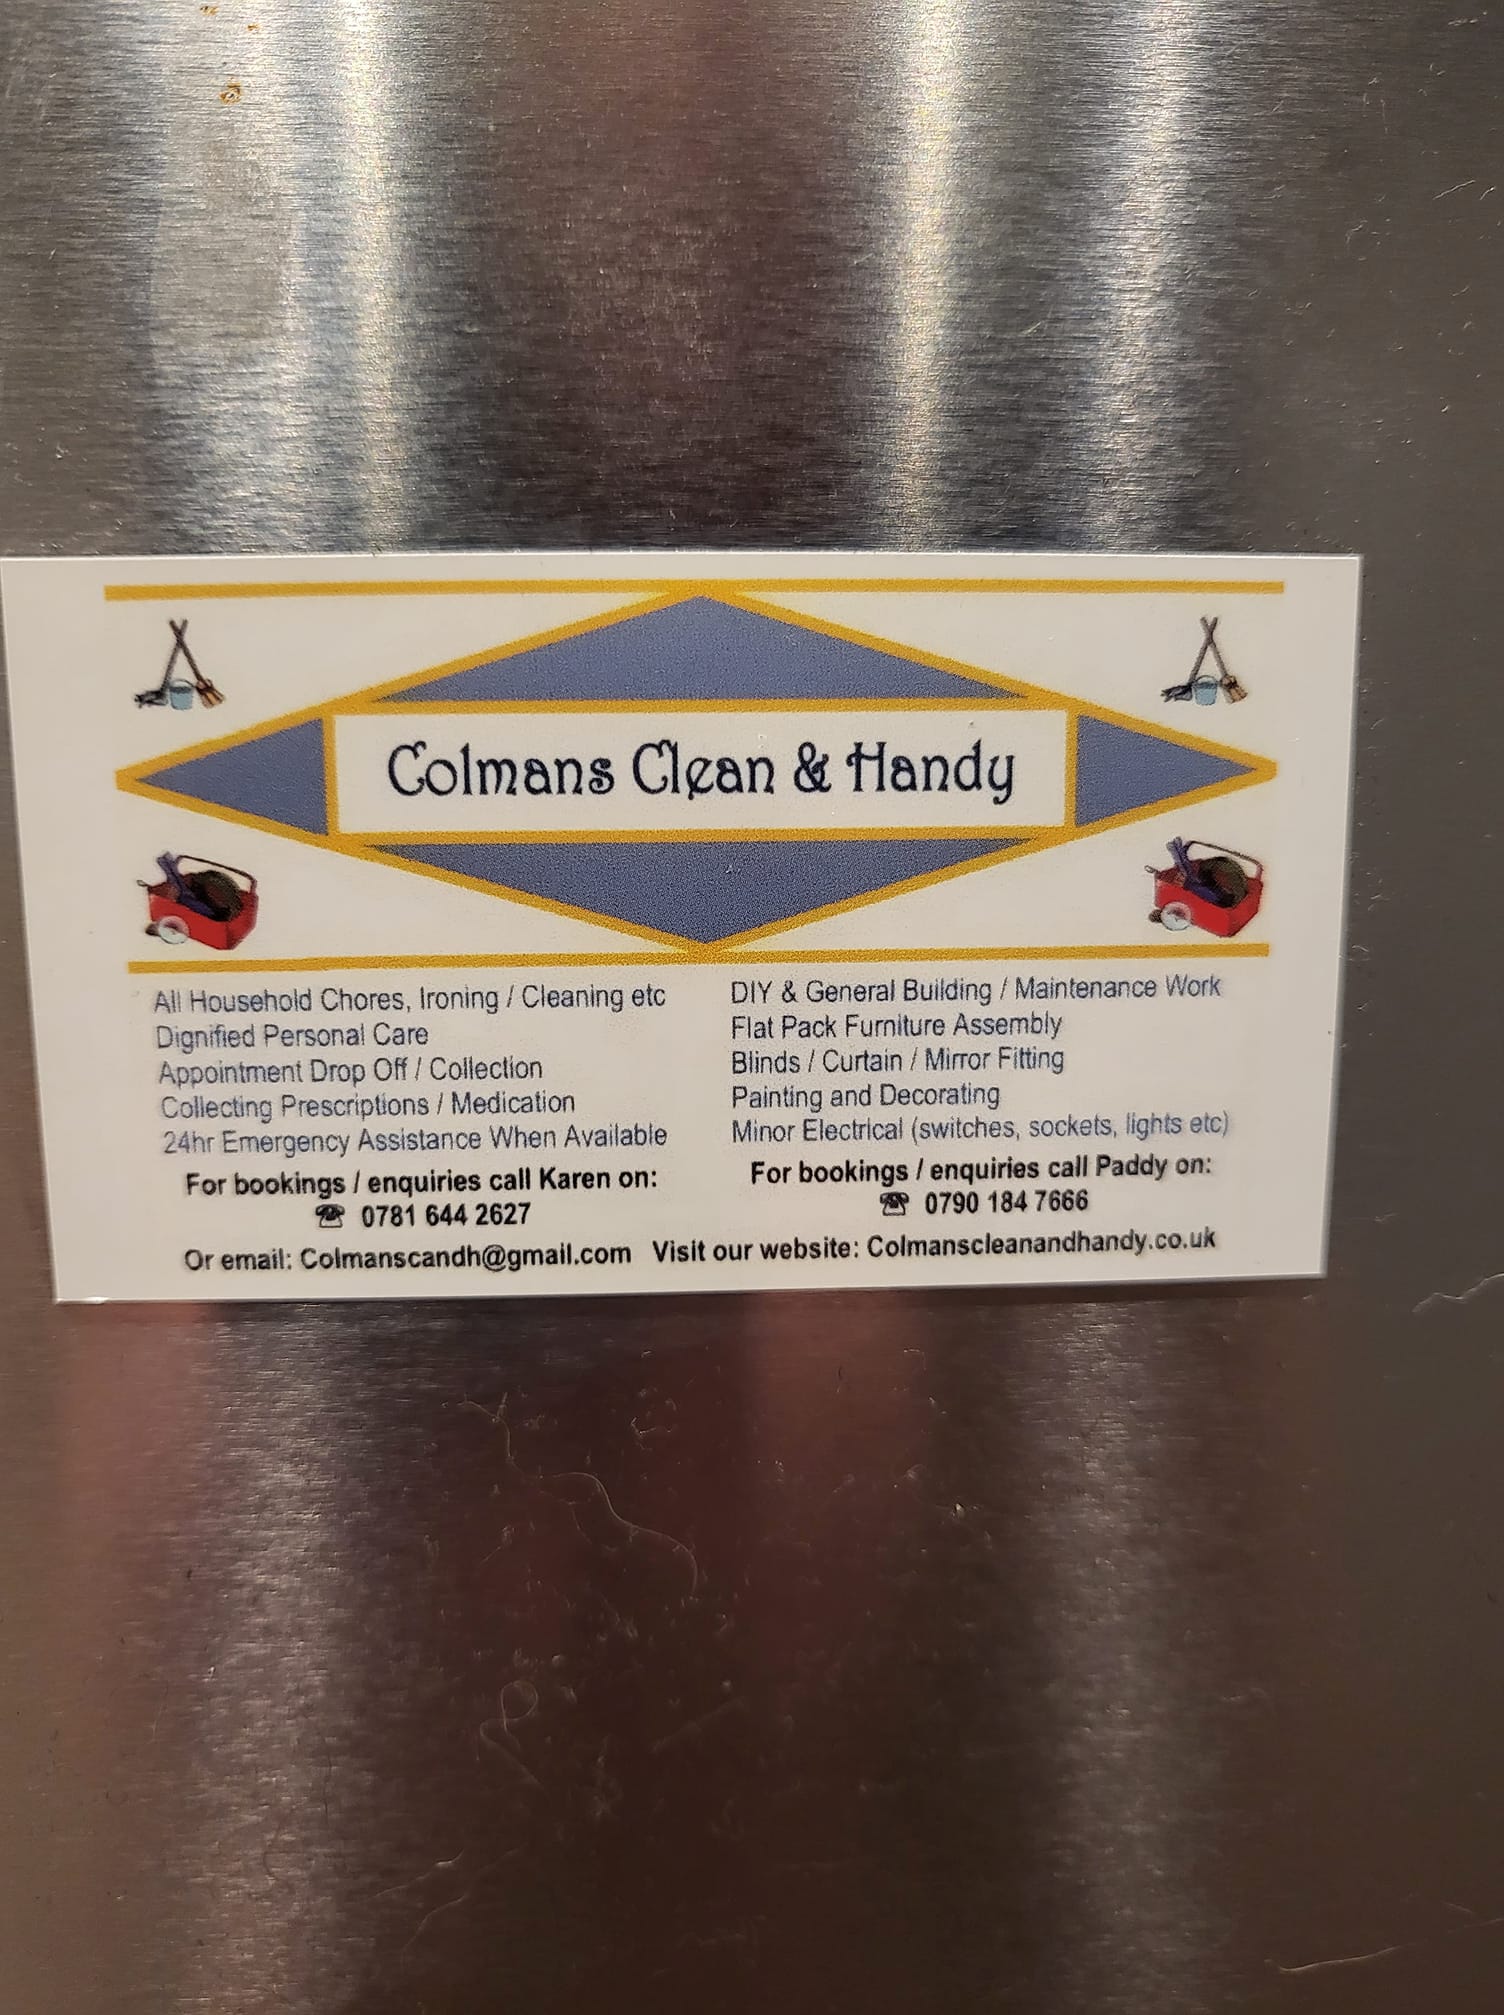 Colmans Clean & Handy
All Household Chores, Ironing / Cleaning etc
Dignified Personal Care
Appointment Drop Off / Collection
Collecting Prescriptions / Medication
24hr Emergency Assistance When Available
For bookings / enquiries call Karen on:
☎ 0781 644 2627
DIY & General Building / Maintenance Work
Flat Pack Furniture Assembly
Blinds / Curtain / Mirror Fitting
Painting and Decorating
Minor Electrical (switches, sockets, lights etc)
For bookings / enquiries call Paddy on:
☎ 0790 184 7666
Or email: Colmanscandh@gmail.com Visit our website: Colmanscleanandhandy.co.uk